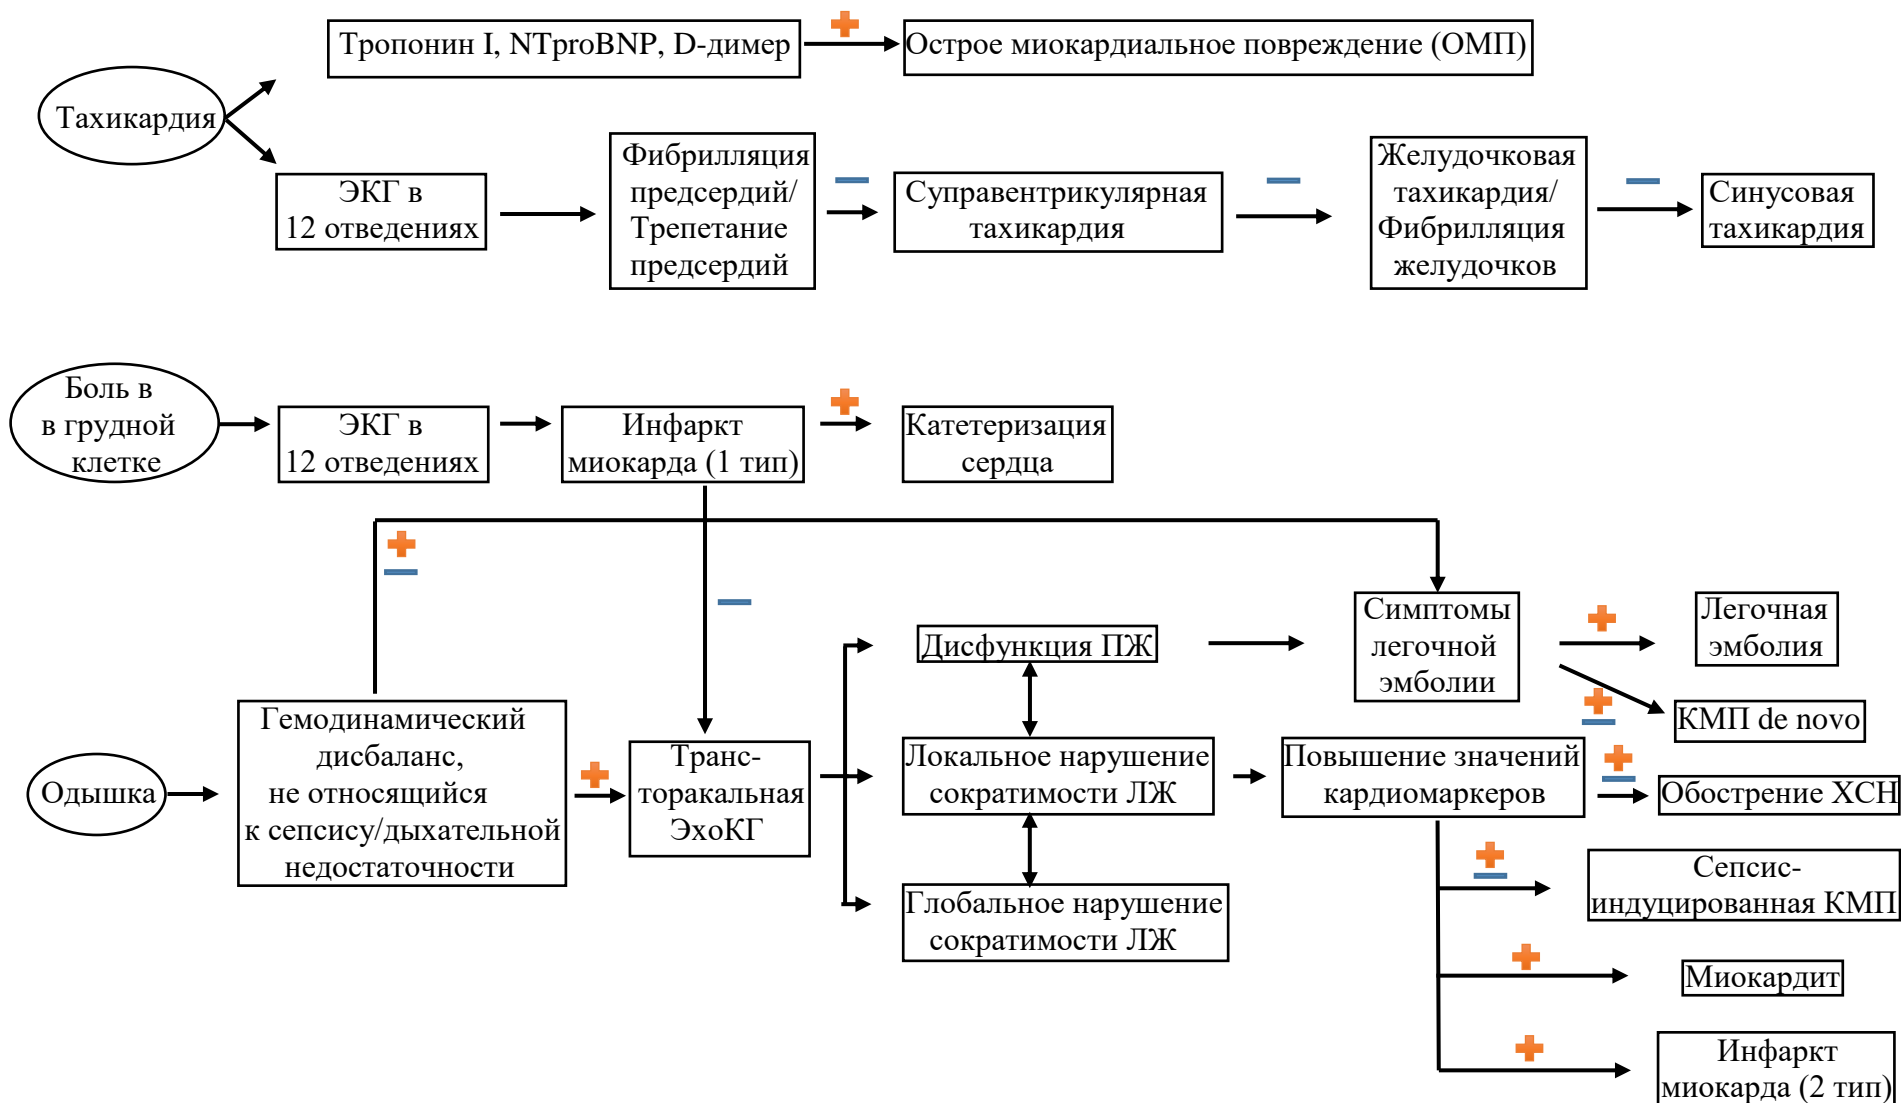 Тропонин I, NTproBNP, D-димер
Острое миокардиальное повреждение (ОМП)
Тахикардия
ЭКГ в
12 отведениях
Фибрилляция
предсердий/
Трепетание
предсердий
Суправентрикулярная
тахикардия
Желудочковая
тахикардия/
Фибрилляция
желудочков
Синусовая
тахикардия
Боль в
в грудной
клетке
ЭКГ в
12 отведениях
Инфаркт
миокарда (1 тип)
Катетеризация
сердца
Одышка
Гемодинамический
дисбаланс,
не относящийся
к сепсису/дыхательной
недостаточности
Транс-
торакальная
ЭхоКГ
Дисфункция ПЖ
Локальное нарушение
сократимости ЛЖ
Глобальное нарушение
сократимости ЛЖ
Симптомы
легочной
эмболии
Легочная
эмболия
КМП de novo
Повышение значений
кардиомаркеров
Обострение ХСН
Сепсис-
индуцированная КМП
Миокардит
Инфаркт
миокарда (2 тип)